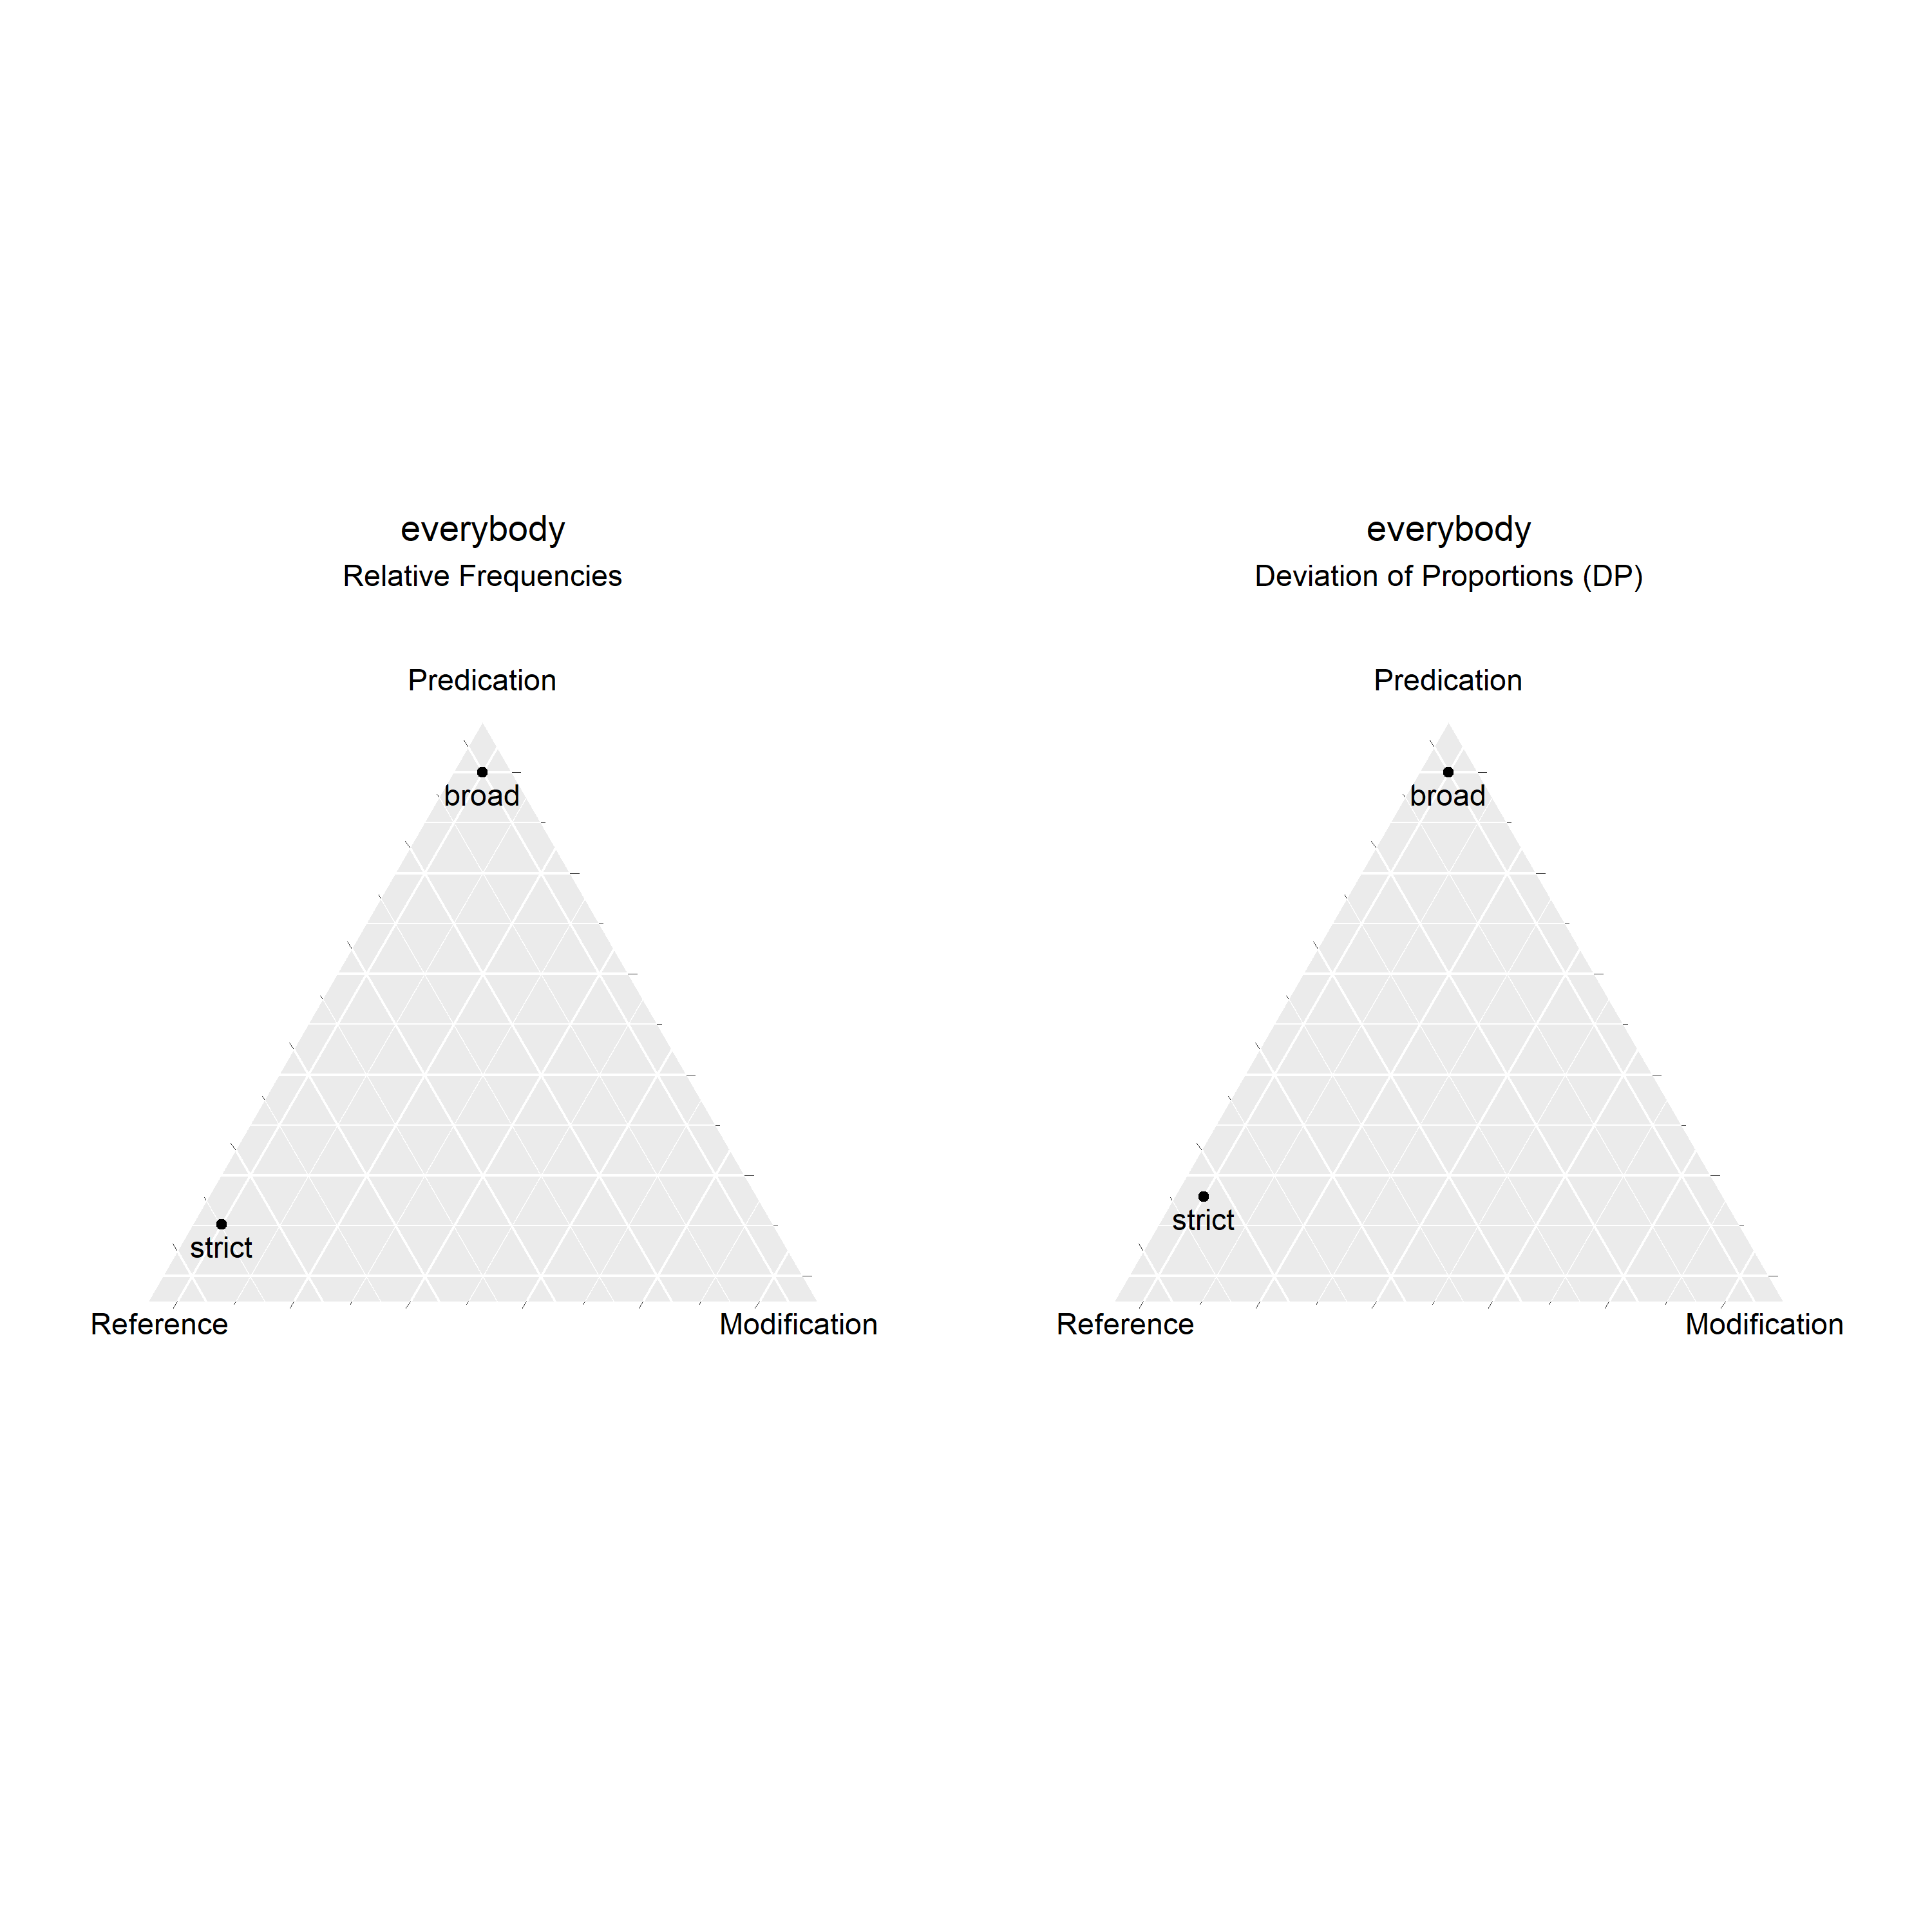 everybody
Relative Frequencies
Predication
broad
strict
Reference
Modification
everybody
Deviation of Proportions (DP)
Predication
broad
strict
Reference
Modification